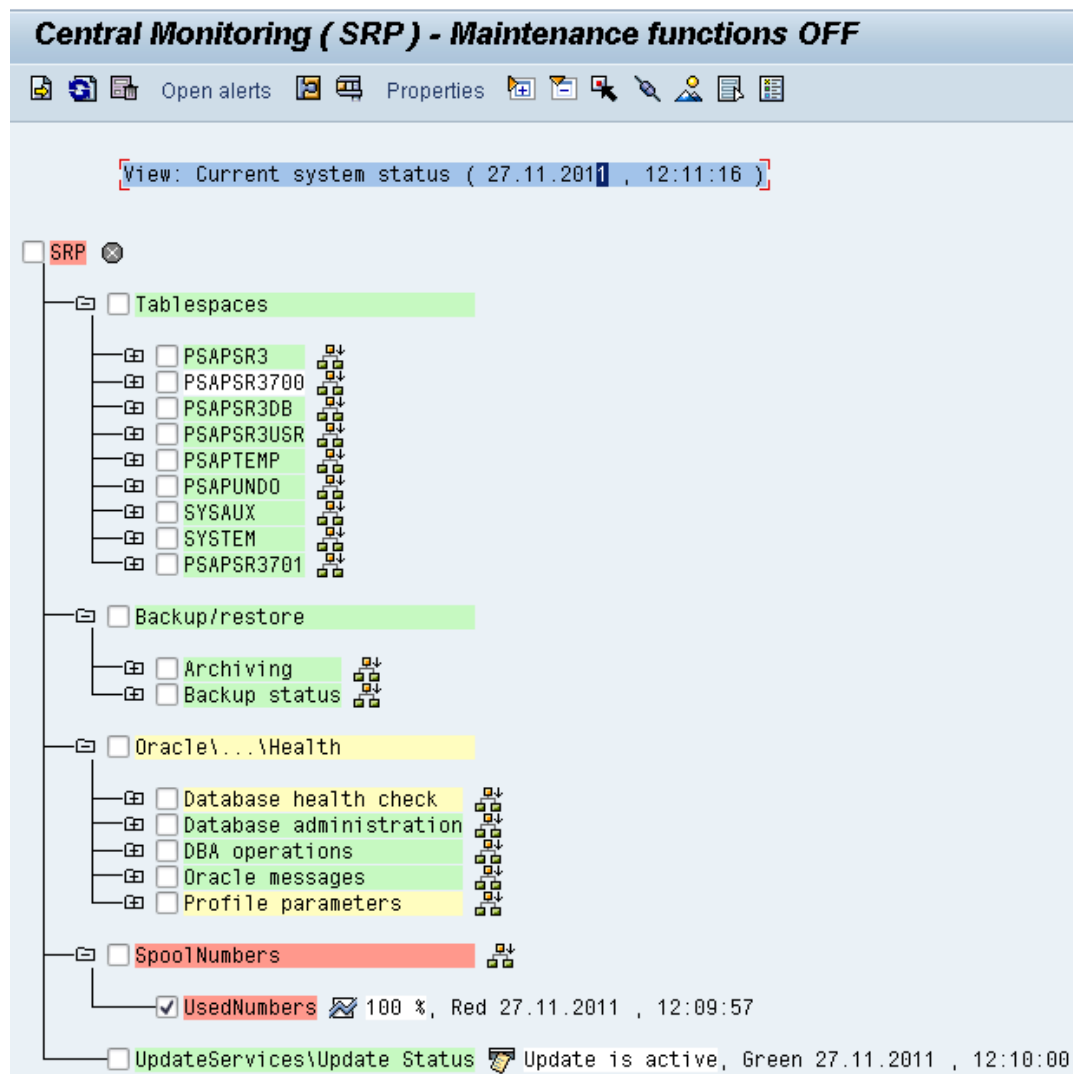 Central Monitoring ( SRP ) - Maintenance functions OFF
Open alerts Properties
View: Current system status ( 27.11.2011 , 12:11:16 )
SRP
Tablespaces
PSAPSR3
PSAPSR3700
PSAPSR3DB
PSAPSR3USR
PSAPTEMP
PSAPUNDO
SYSAUX
SYSTEM
PSAPSR3701
Backup/restore
Archiving
Backup status
Oracle\...\Health
Database health check
Database administration
DBA operations
Oracle messages
Profile parameters
SpoolNumbers
UsedNumbers 100 %, Red 27.11.2011 , 12:09:57
UpdateServices\Update Status Update is active, Green 27.11.2011 , 12:10:00